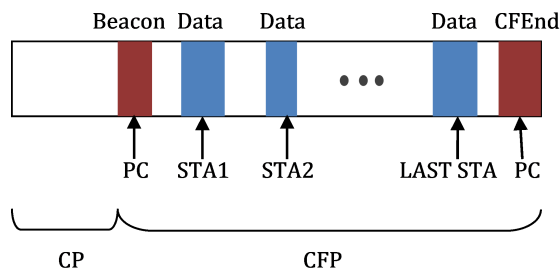 Beacon Data Data Data CFEnd
PC STA1 STA2 LAST STA PC
CP CFP